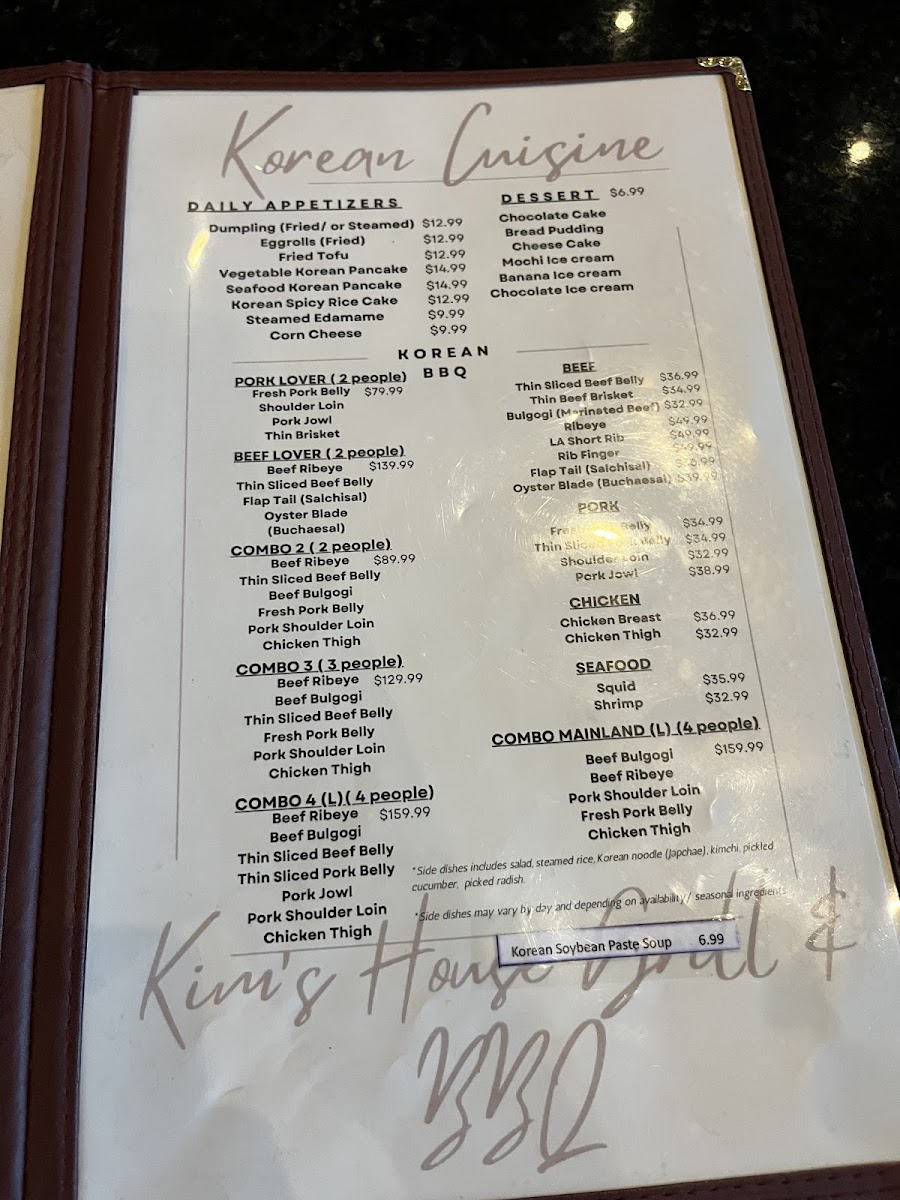 Korean Cuisine
DAILY APPETIZERS
Dumpling (Fried/ or Steamed) $12.99
Eggrolls (Fried) $12.99
Fried Tofu $12.99
Vegetable Korean Pancake $14.99
Seafood Korean Pancake $14.99
Korean Spicy Rice Cake $12.99
Steamed Edamame $9.99
Corn Cheese $9.99
DESSERT $6.99
Chocolate Cake
Bread Pudding
Cheese Cake
Mochi Ice cream
Banana Ice cream
Chocolate Ice cream
KOREAN
BBQ
PORK LOVER ( 2 people)
Fresh Pork Belly $79.99
Shoulder Loin
Pork Jowl
Thin Brisket
BEEF LOVER ( 2 people)
Beef Ribeye $139.99
Thin Sliced Beef Belly
Flap Tail (Salchisal)
Oyster Blade
(Buchaesal)
COMBO 2 ( 2 people)
Beef Ribeye $89.99
Thin Sliced Beef Belly
Beef Bulgogi
Fresh Pork Belly
Pork Shoulder Loin
Chicken Thigh
COMBO 3 ( 3 people)
Beef Ribeye $129.99
Beef Bulgogi
Thin Sliced Beef Belly
Fresh Pork Belly
Pork Shoulder Loin
Chicken Thigh
COMBO 4 (L)( 4 people)
Beef Ribeye $159.99
Beef Bulgogi
Thin Sliced Beef Belly
Thin Sliced Pork Belly
Pork Jowl
Pork Shoulder Loin
Chicken Thigh
BEEF
Thin Sliced Beef Belly $36.99
Thin Beef Brisket $34.99
Bulgogi (Marinated Beef) $32.99
Ribeye $49.99
LA Short Rib $49.99
Rib Finger
Flap Tail (Salchisal)
Oyster Blade (Buchaesal) $39.99
PORK
Belly $34.99
Thin Belly $34.99
Shoulder Loin $32.99
Pork Jowl $38.99
CHICKEN
Chicken Breast $36.99
Chicken Thigh $32.99
SEAFOOD
Squid $35.99
Shrimp $32.99
COMBO MAINLAND (L) (4 people)
Beef Bulgogi $159.99
Beef Ribeye
Pork Shoulder Loin
Fresh Pork Belly
Chicken Thigh
*Side dishes includes salad, steamed rice, Korean noodle (Japchae), kimchi, pickled
cucumber, picked radish.
*Side dishes may vary by day and depending on availability/ seasonal ingredients
Korean Soybean Paste Soup 6.99
Kim's House Grill &
BBQ